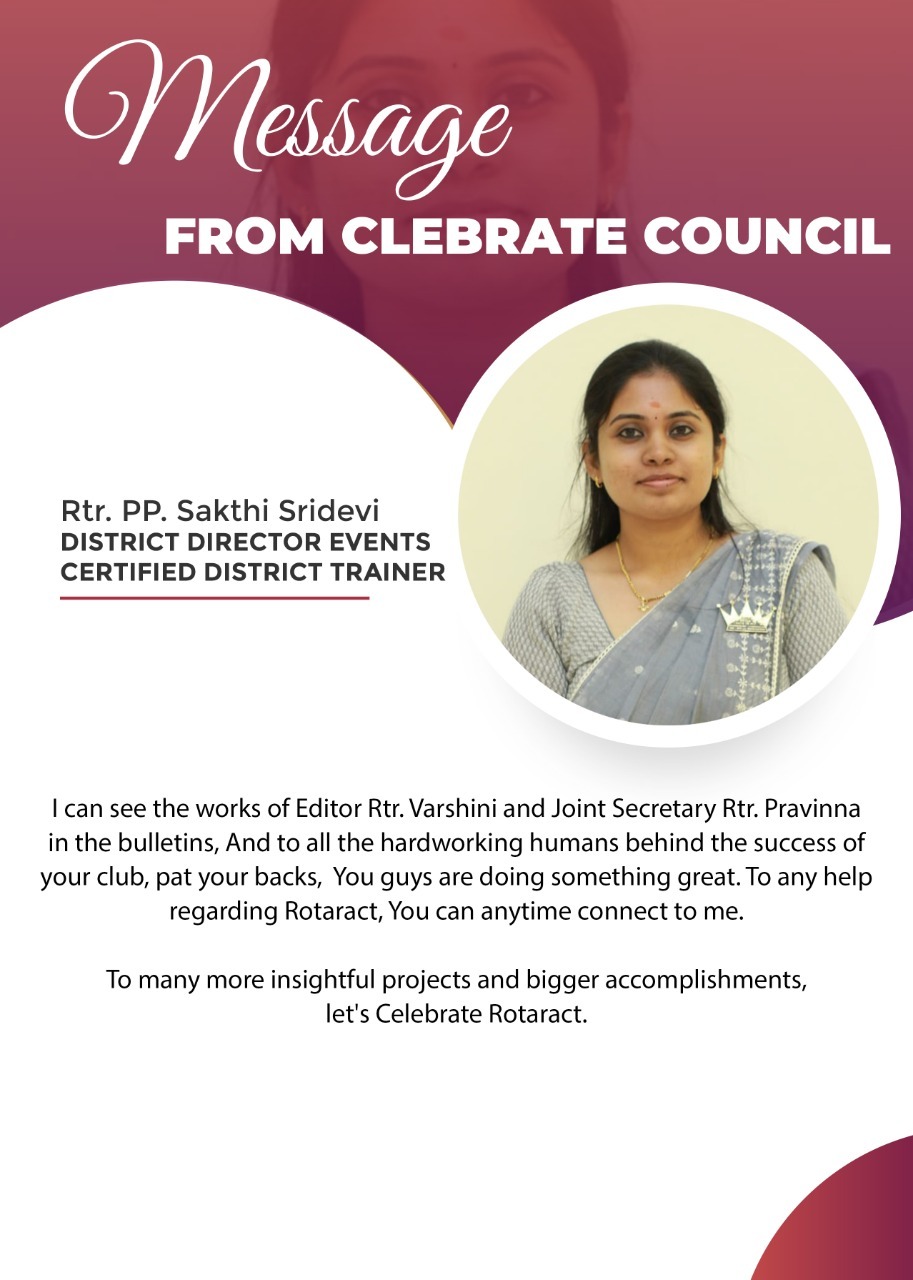 Message
FROM CLEBRATE COUNCIL
Rtr. PP. Sakthi Sridevi
DISTRICT DIRECTOR EVENTS
CERTIFIED DISTRICT TRAINER
I can see the works of Editor Rtr. Varshini and Joint Secretary Rtr. Pravinna
in the bulletins, And to all the hardworking humans behind the success of
your club, pat your backs,  You guys are doing something great. To any help
regarding Rotaract, You can anytime connect to me.
To many more insightful projects and bigger accomplishments,
let's Celebrate Rotaract.